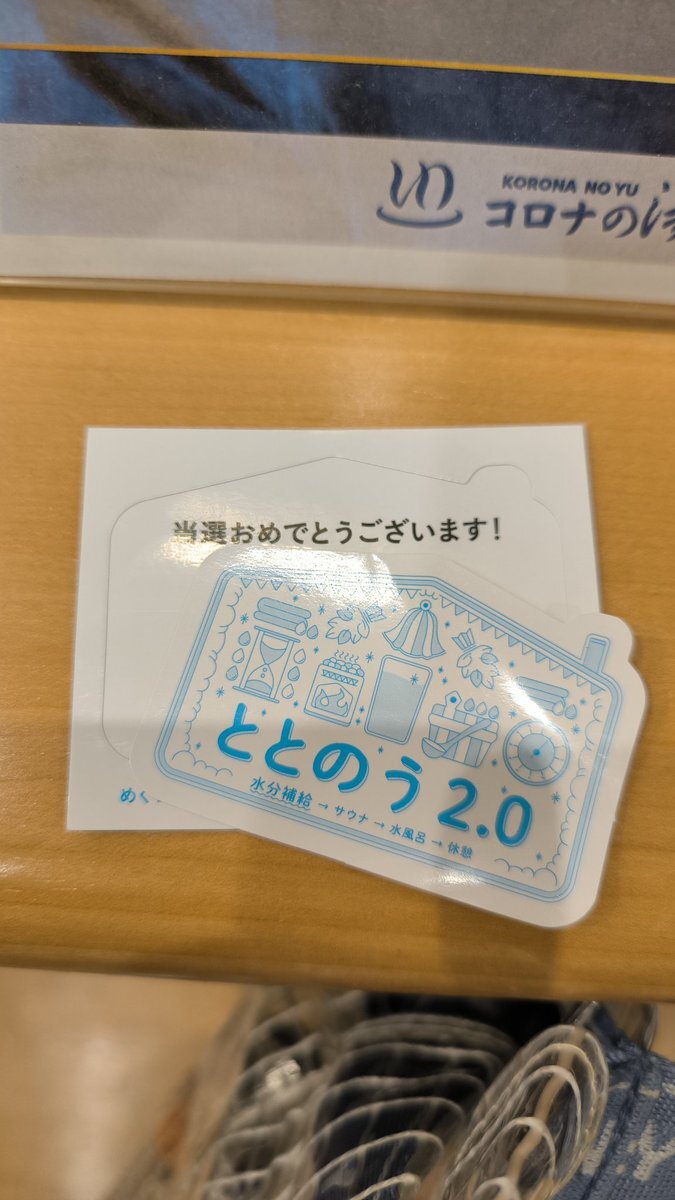 KORONA NO YU
コロナの湯
当選おめでとうございます!
ととのう 2.0
水分補給 → サウナ → 水風呂 → 休憩
めく